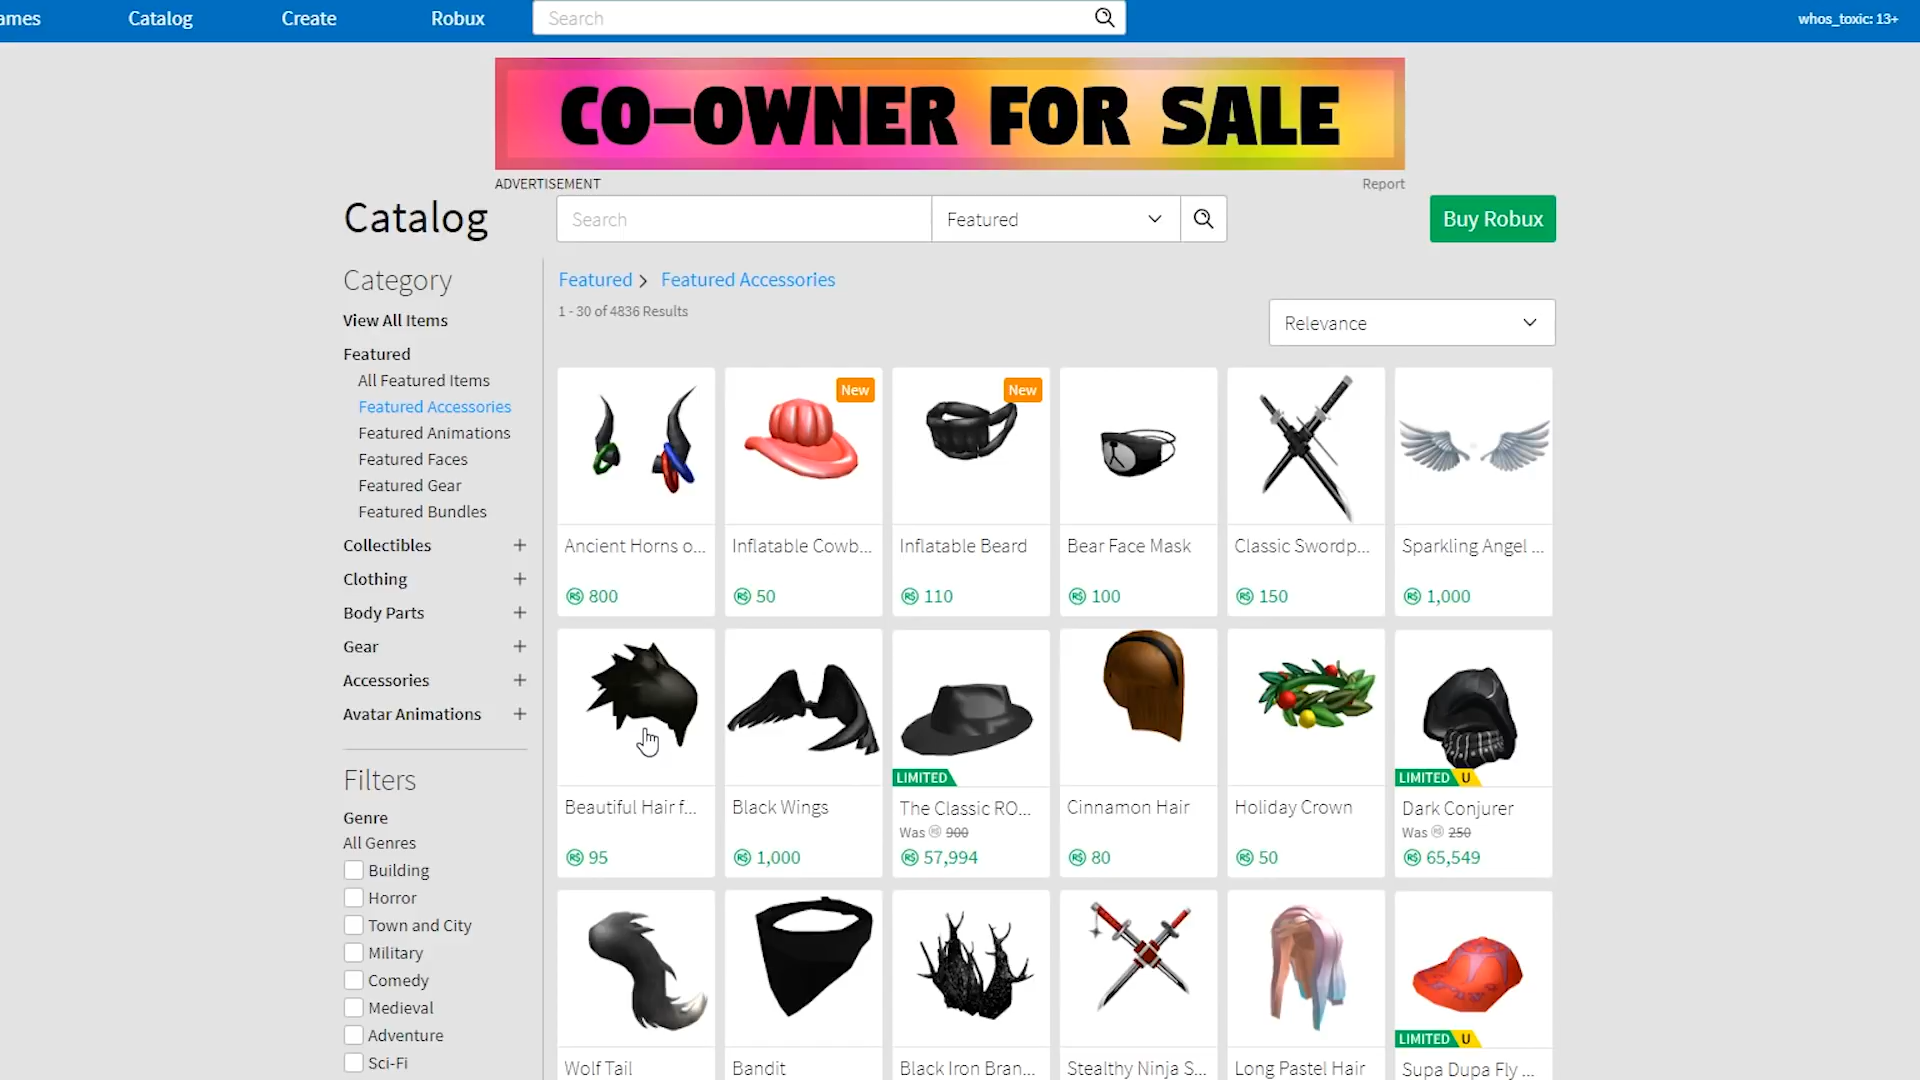 ames Catalog Create Robux Search whos_toxic: 13+
CO-OWNER FOR SALE
ADVERTISEMENT Report
Catalog Search Featured Buy Robux
Category
View All Items
Featured
All Featured Items
Featured Accessories
Featured Animations
Featured Faces
Featured Gear
Featured Bundles
Collectibles +
Clothing +
Body Parts +
Gear +
Accessories +
Avatar Animations +
Filters
Genre
All Genres
Building
Horror
Town and City
Military
Comedy
Medieval
Adventure
Sci-Fi
Featured > Featured Accessories
1 - 30 of 4836 Results
Relevance
New New
Ancient Horns o... Inflatable Cowb... Inflatable Beard Bear Face Mask Classic Swordp... Sparkling Angel ...
R$ 800 R$ 50 R$ 110 R$ 100 R$ 150 R$ 1,000
LIMITED LIMITED U
Beautiful Hair f... Black Wings The Classic RO... Cinnamon Hair Holiday Crown Dark Conjurer
Was R$ 900 Was R$ 250
R$ 95 R$ 1,000 R$ 57,994 R$ 80 R$ 50 R$ 65,549
LIMITED U
Wolf Tail Bandit Black Iron Bran... Stealthy Ninja S... Long Pastel Hair Supa Dupa Fly ...